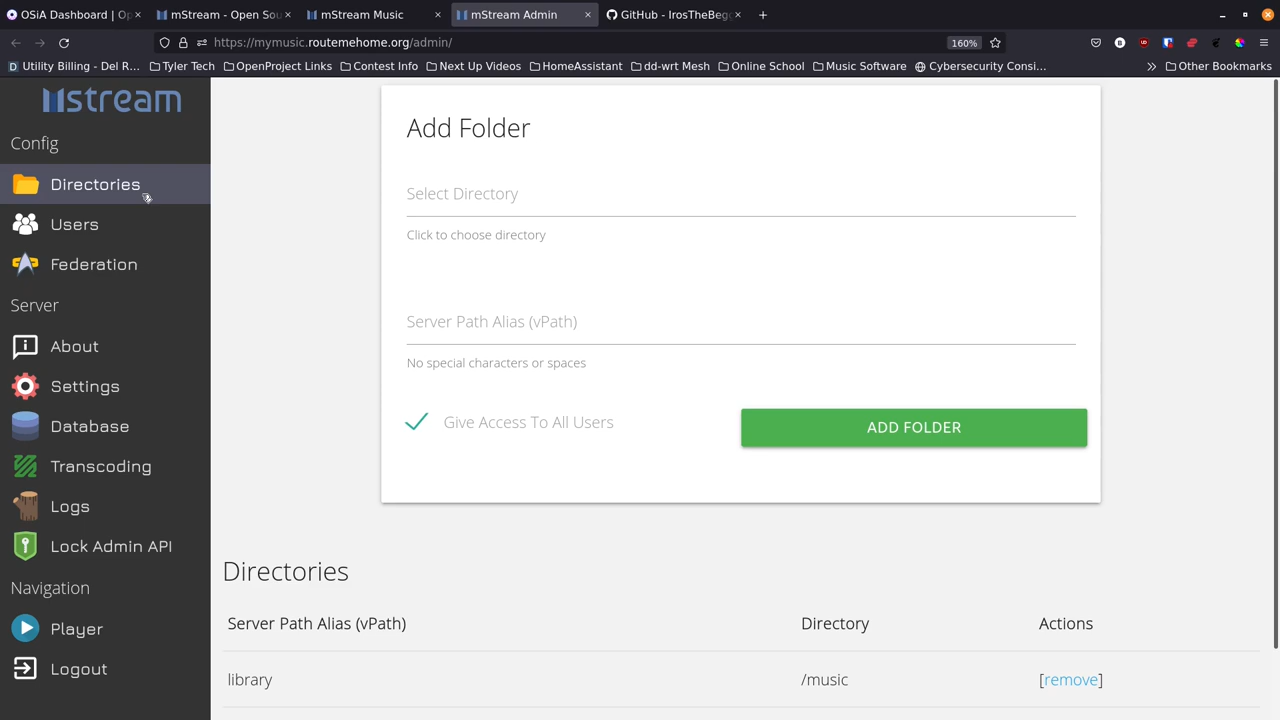 OSiA Dashboard | Op
mStream - Open Sou
mStream Music
mStream Admin
GitHub - IrosTheBegg
https://mymusic.routemehome.org/admin/
160%
Utility Billing - Del R...
Tyler Tech
OpenProject Links
Contest Info
Next Up Videos
HomeAssistant
dd-wrt Mesh
Online School
Music Software
Cybersecurity Consi...
Other Bookmarks
mstream
Config
Directories
Users
Federation
Server
About
Settings
Database
Transcoding
Logs
Lock Admin API
Navigation
Player
Logout
Add Folder
Select Directory
Click to choose directory
Server Path Alias (vPath)
No special characters or spaces
Give Access To All Users
ADD FOLDER
Directories
Server Path Alias (vPath) Directory Actions
library /music [remove]